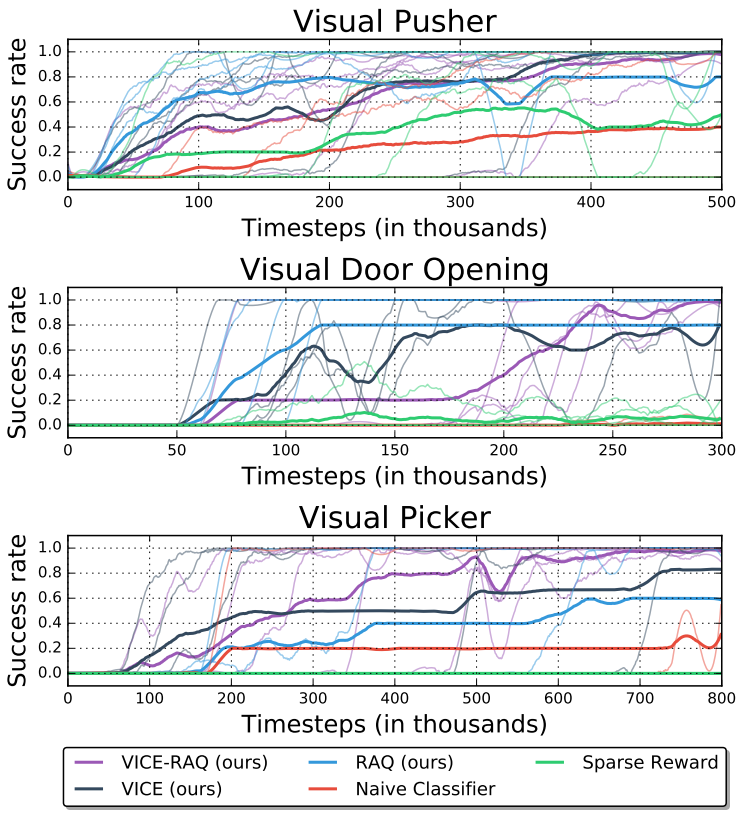 Visual Pusher
Success rate
1.0
0.8
0.6
0.4
0.2
0.0
0 100 200 300 400 500
Timesteps (in thousands)
Visual Door Opening
Success rate
1.0
0.8
0.6
0.4
0.2
0.0
0 50 100 150 200 250 300
Timesteps (in thousands)
Visual Picker
Success rate
1.0
0.8
0.6
0.4
0.2
0.0
0 100 200 300 400 500 600 700 800
Timesteps (in thousands)
VICE-RAQ (ours) RAQ (ours) Sparse Reward
VICE (ours) Naive Classifier